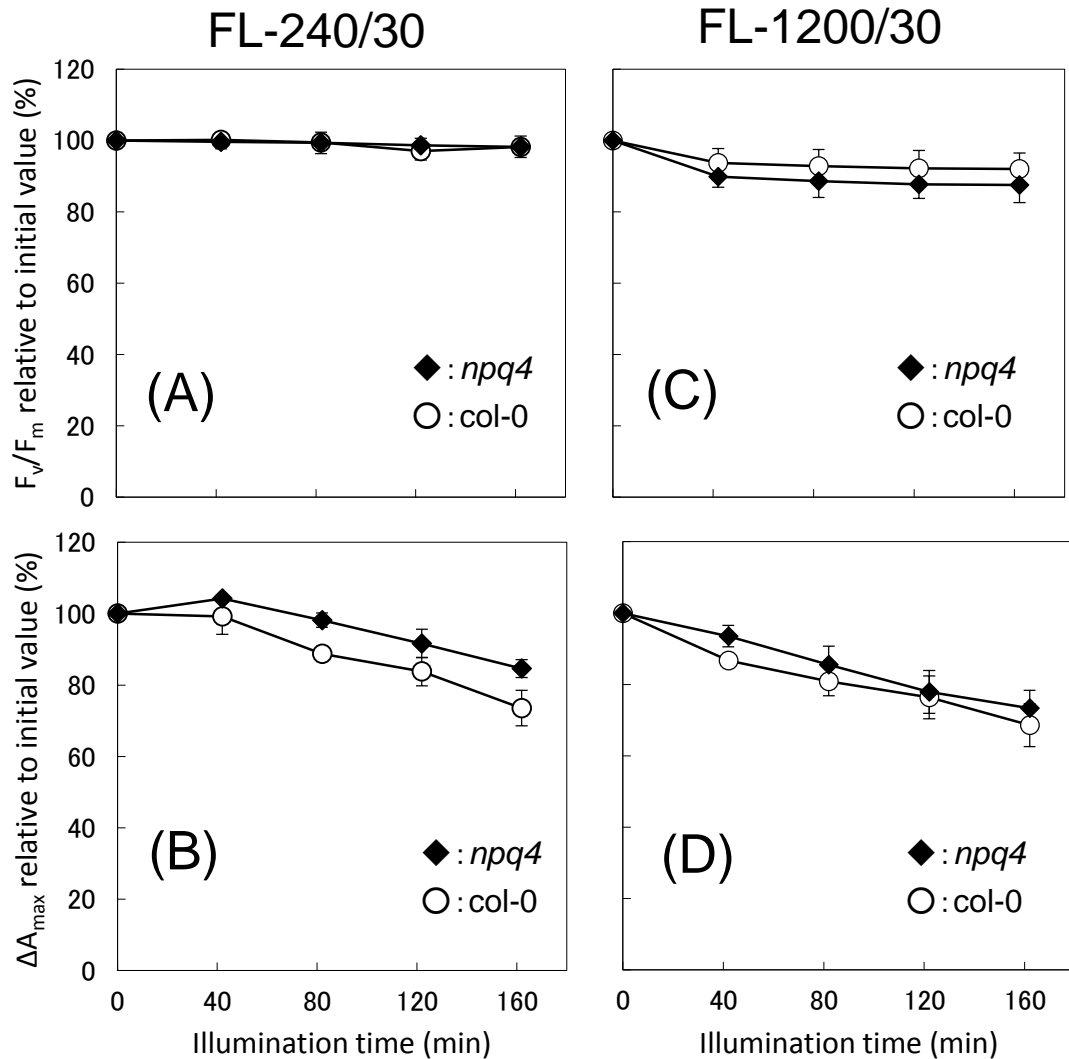 FL-240/30
FL-1200/30
Fv/Fm relative to initial value (%)
120
100
80
60
40
20
0
(A)
◆ : npq4
○ : col-0
(C)
◆ : npq4
○ : col-0
ΔAmax relative to initial value (%)
120
100
80
60
40
20
0
(B)
◆ : npq4
○ : col-0
(D)
◆ : npq4
○ : col-0
0 40 80 120 160
0 40 80 120 160
Illumination time (min)
Illumination time (min)